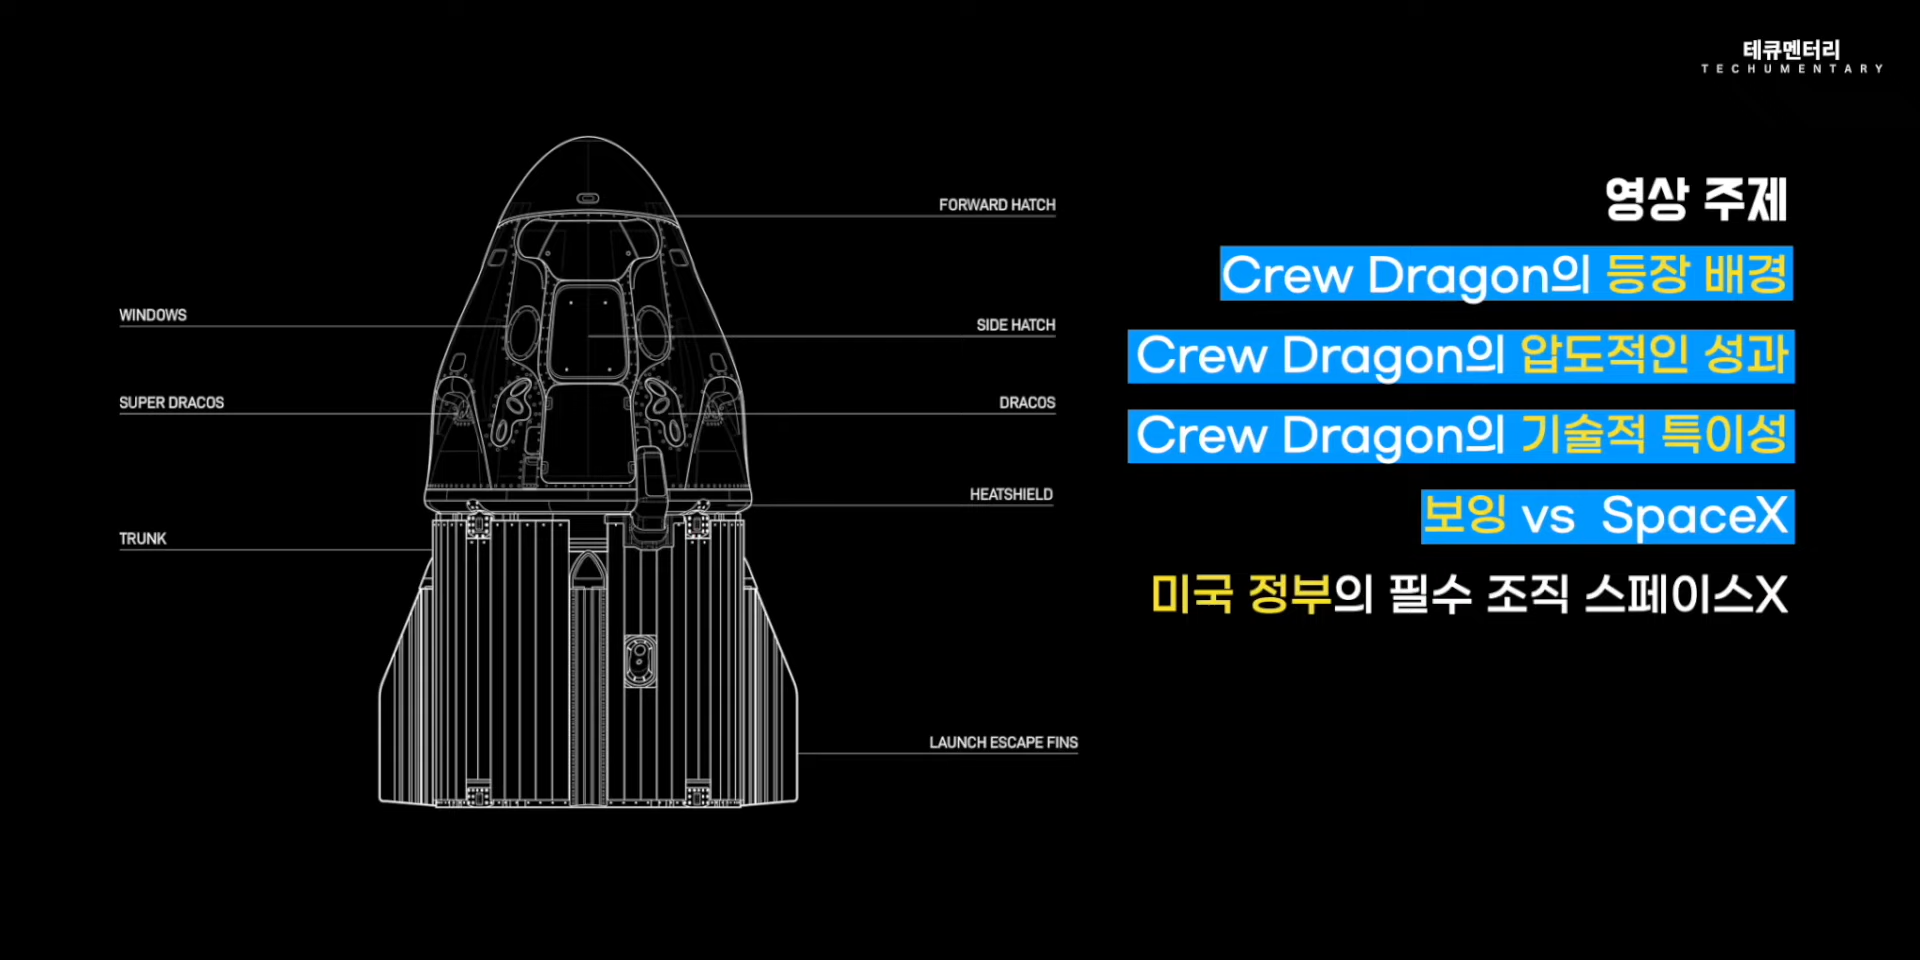 테큐멘터리
TECHUMENTARY
FORWARD HATCH
WINDOWS
SIDE HATCH
SUPER DRACOS
DRACOS
HEATSHIELD
TRUNK
LAUNCH ESCAPE FINS
영상 주제
Crew Dragon의 등장 배경
Crew Dragon의 압도적인 성과
Crew Dragon의 기술적 특이성
보잉 vs SpaceX
미국 정부의 필수 조직 스페이스X